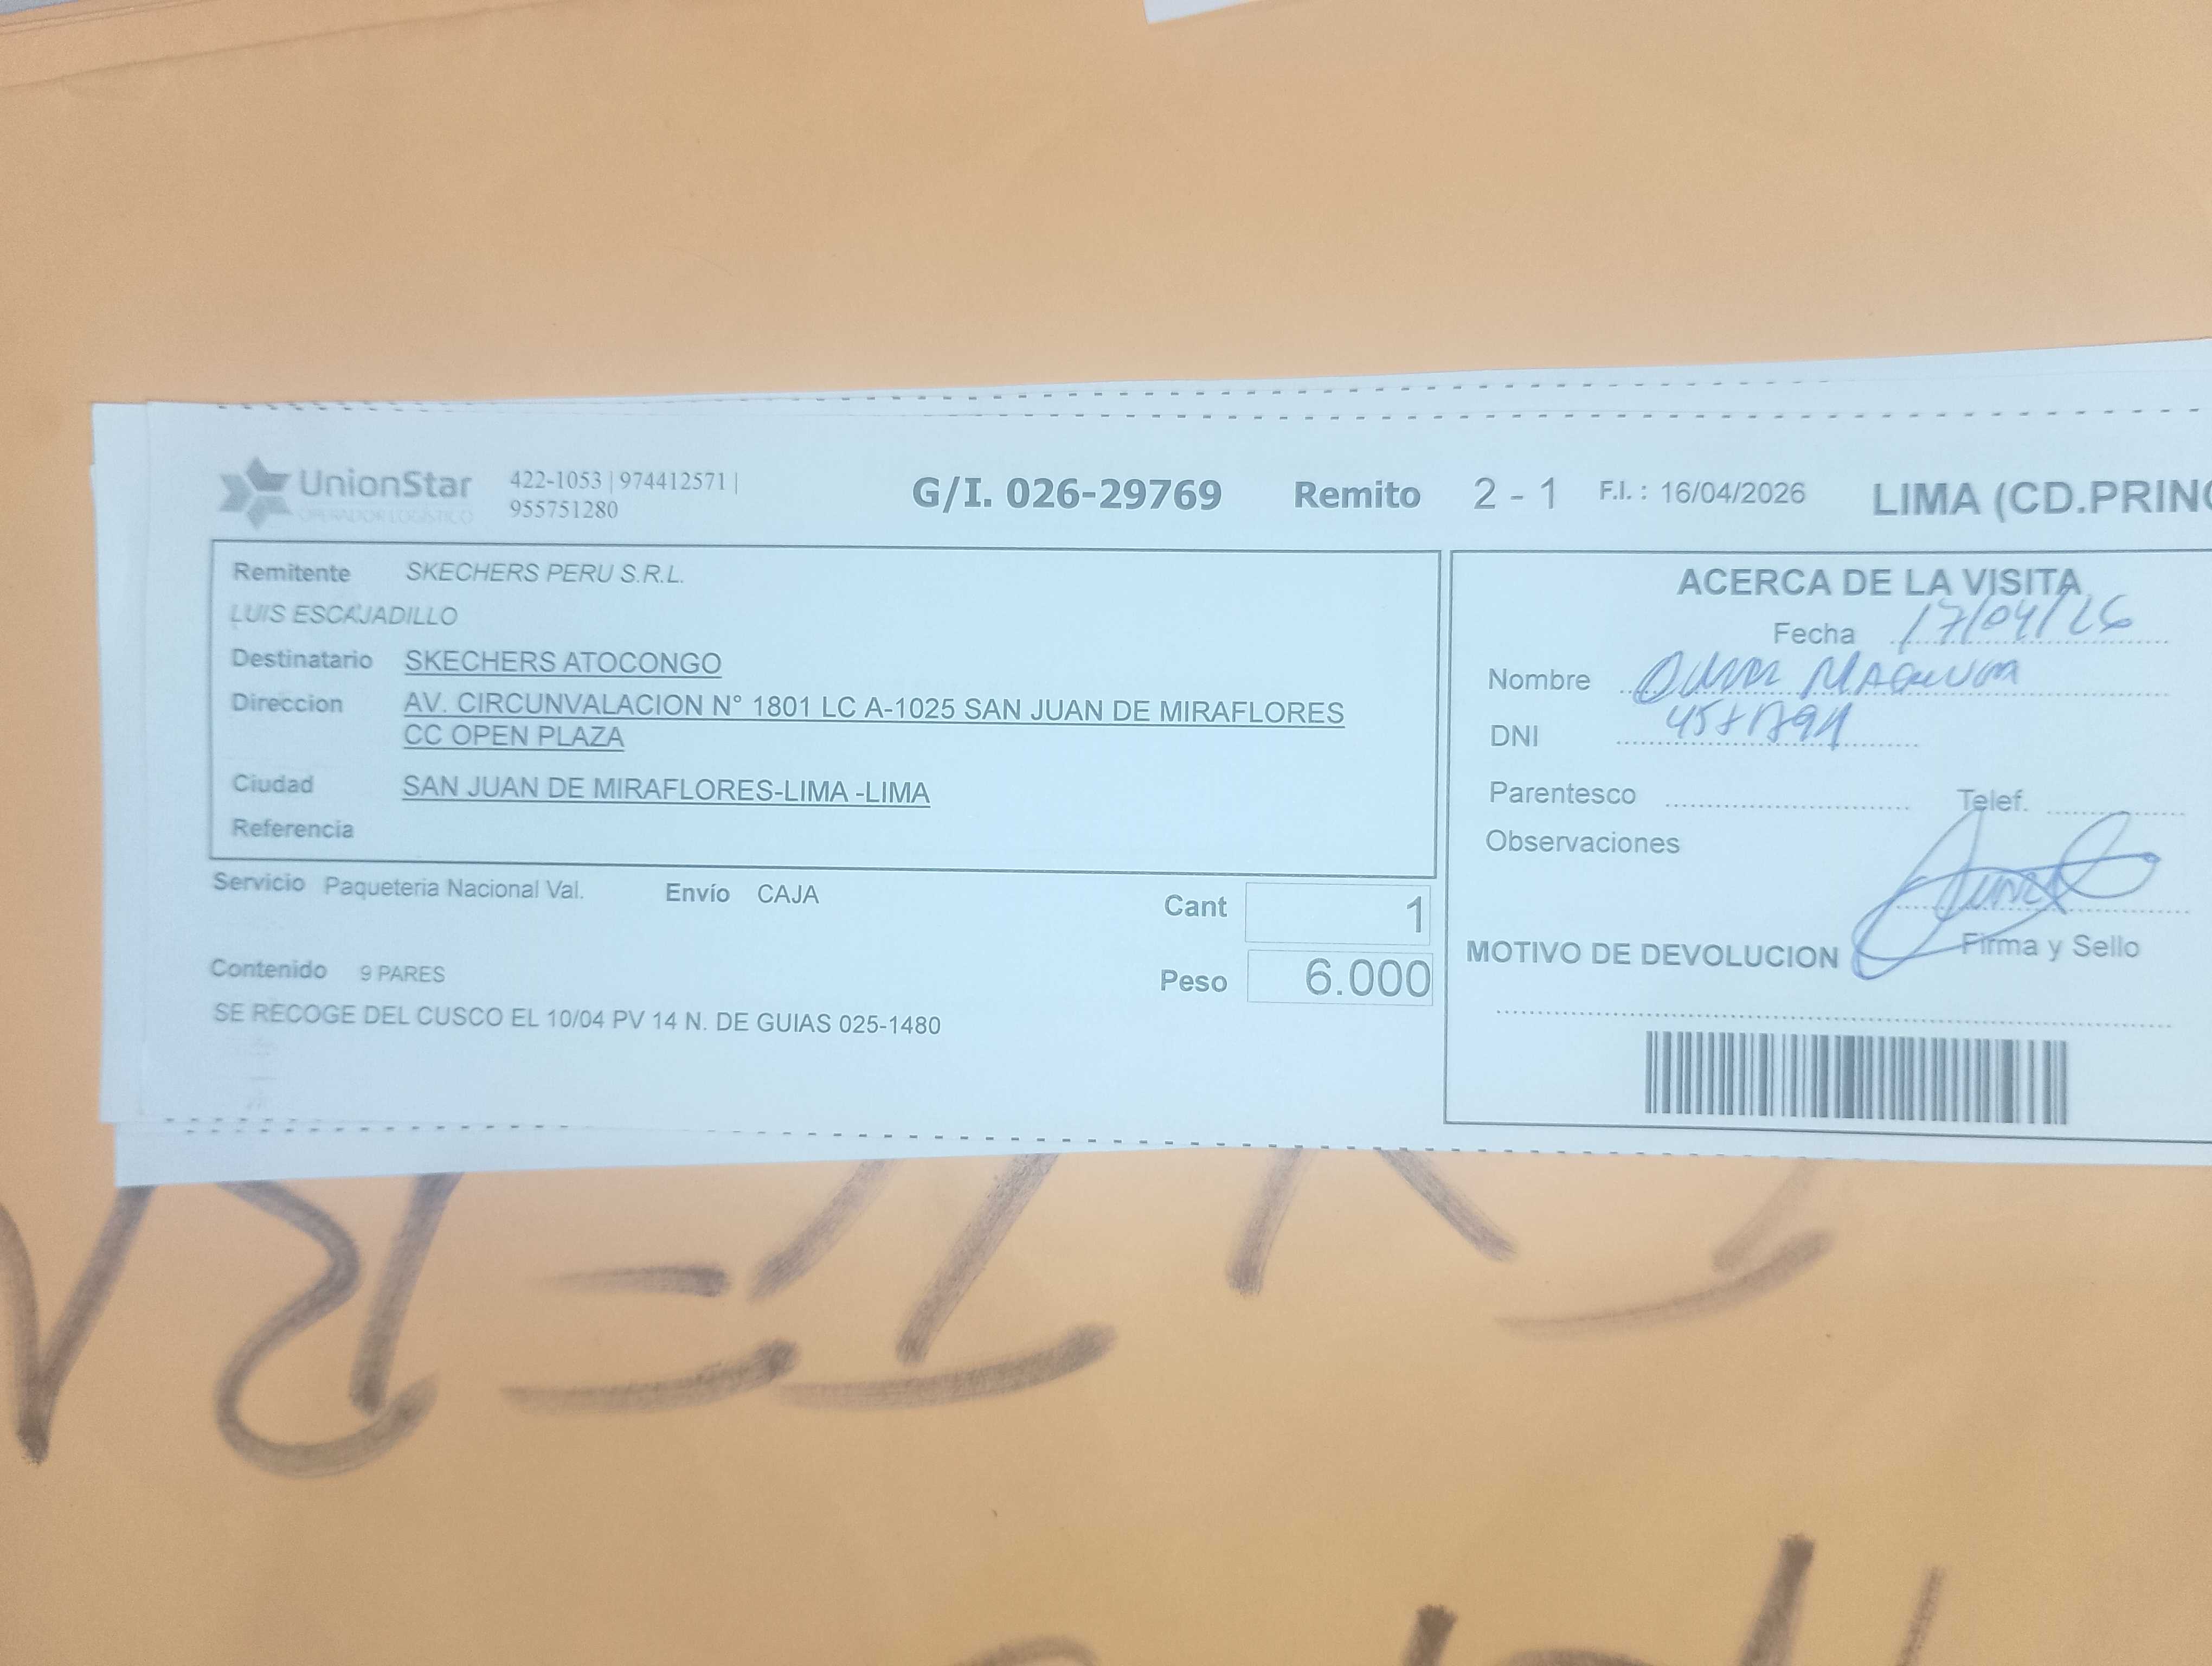 UnionStar
OPERADOR LOGÍSTICO
422-1053 | 974412571 |
955751280
G/I. 026-29769 Remito 2 - 1 F.I. : 16/04/2026 LIMA (CD.PRINC
Remitente SKECHERS PERU S.R.L.
LUIS ESCAJADILLO
Destinatario SKECHERS ATOCONGO
Direccion AV. CIRCUNVALACION N° 1801 LC A-1025 SAN JUAN DE MIRAFLORES
CC OPEN PLAZA
Ciudad SAN JUAN DE MIRAFLORES-LIMA -LIMA
Referencia
Servicio Paqueteria Nacional Val. Envío CAJA
Cant 1
Contenido 9 PARES
Peso 6.000
SE RECOGE DEL CUSCO EL 10/04 PV 14 N. DE GUIAS 025-1480
ACERCA DE LA VISITA
Fecha 17/04/26
Nombre
DNI
Parentesco Telef.
Observaciones
Firma y Sello
MOTIVO DE DEVOLUCION